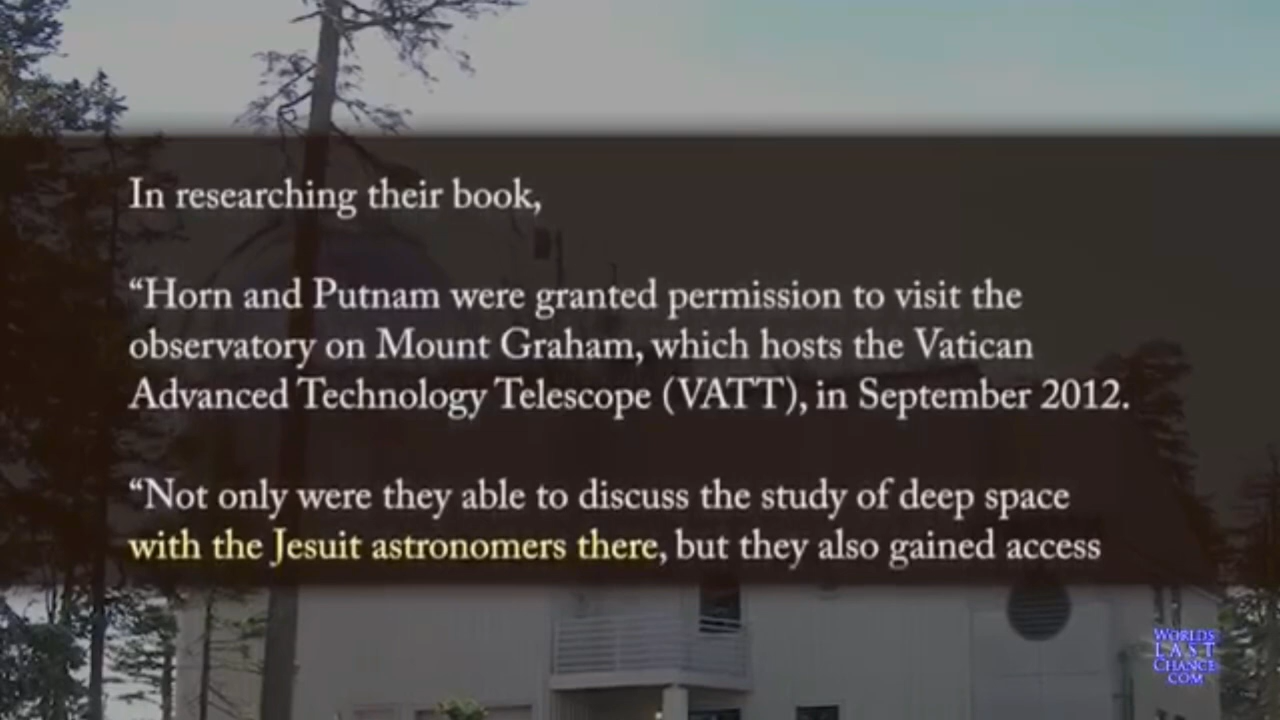 In researching their book,
“Horn and Putnam were granted permission to visit the
observatory on Mount Graham, which hosts the Vatican
Advanced Technology Telescope (VATT), in September 2012.
“Not only were they able to discuss the study of deep space
with the Jesuit astronomers there, but they also gained access
WORLDS
LAST
CHANCE
.COM